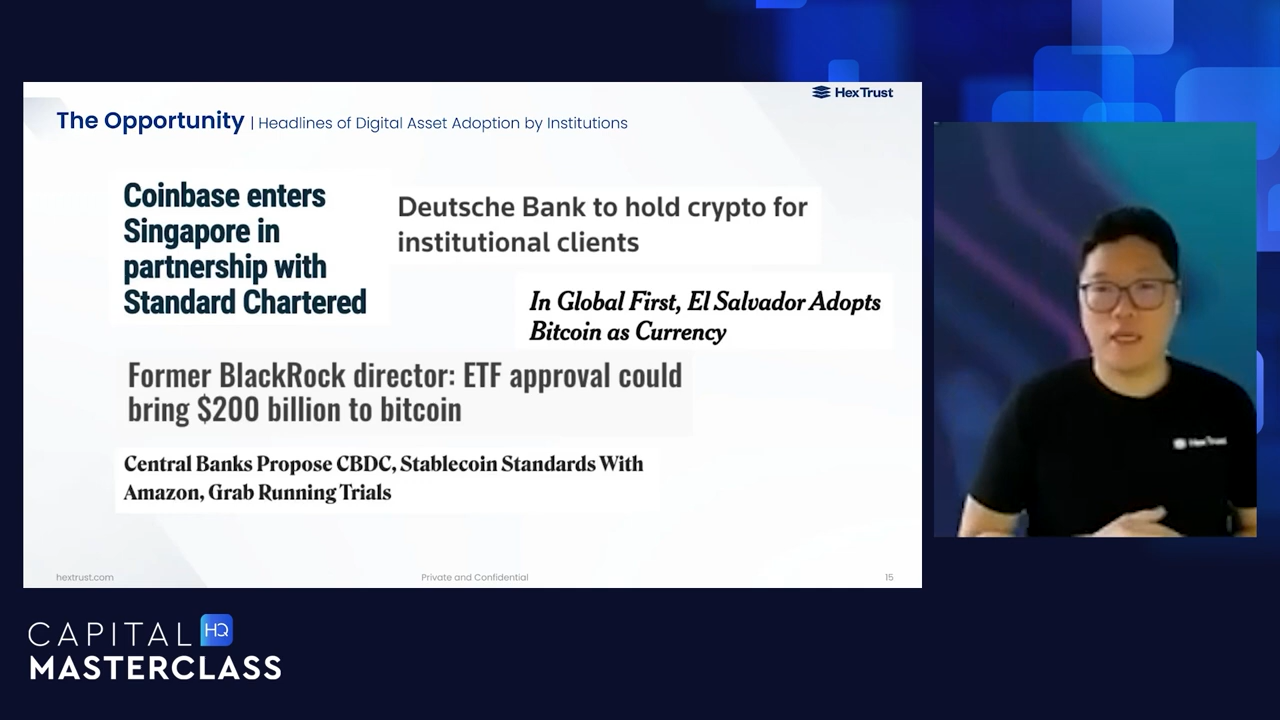 HexTrust
The Opportunity | Headlines of Digital Asset Adoption by Institutions
Coinbase enters
Singapore in
partnership with
Standard Chartered
Deutsche Bank to hold crypto for
institutional clients
In Global First, El Salvador Adopts
Bitcoin as Currency
Former BlackRock director: ETF approval could
bring $200 billion to bitcoin
Central Banks Propose CBDC, Stablecoin Standards With
Amazon, Grab Running Trials
hextrust.com
Private and Confidential
15
HexTrust
CAPITAL HQ
MASTERCLASS